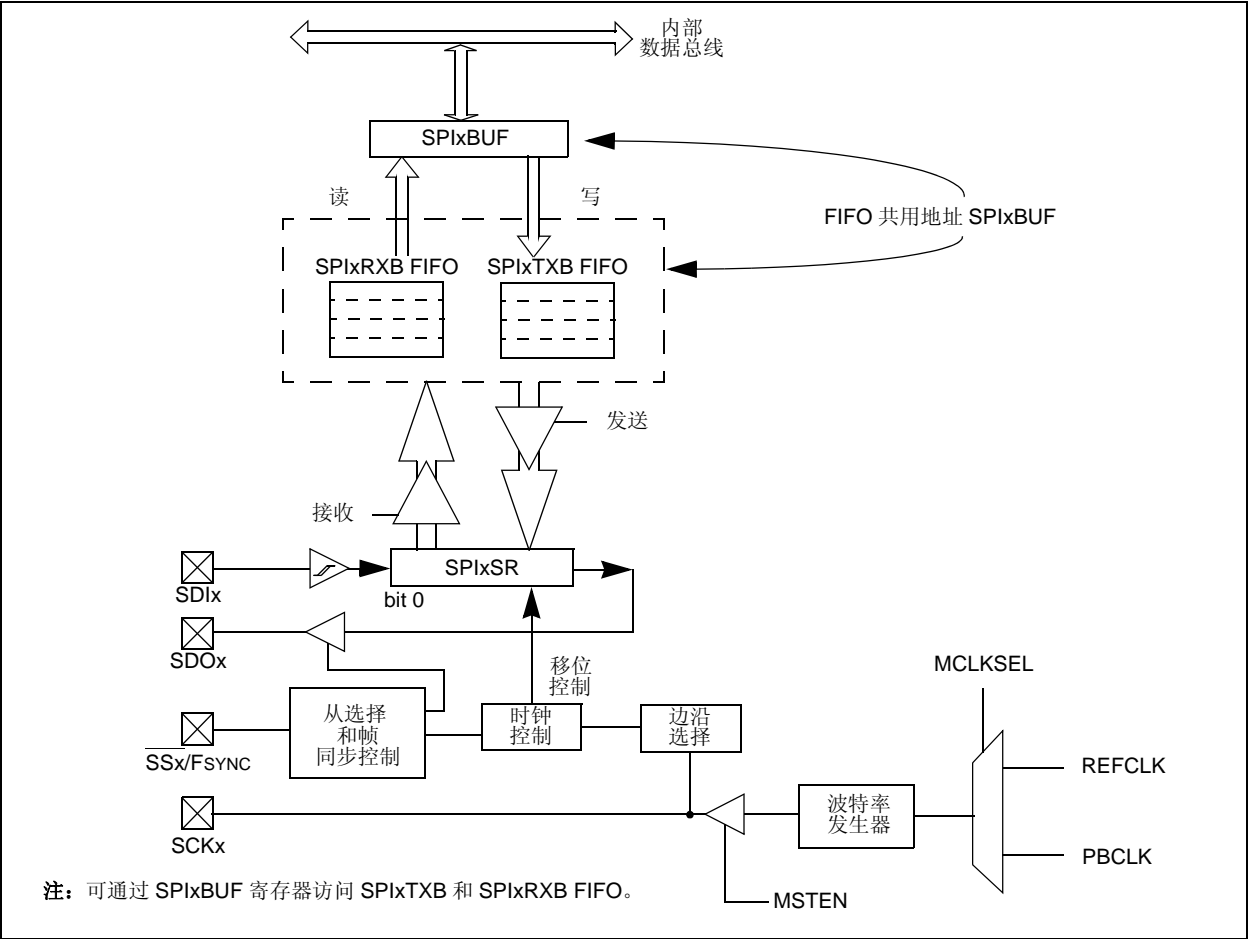 内部
数据总线
SPIxBUF
读
写
FIFO 共用地址 SPIxBUF
SPIxRXB FIFO
SPIxTXB FIFO
发送
接收
SPIxSR
SDIx
bit 0
SDOx
移位
控制
MCLKSEL
从选择
和帧
同步控制
时钟
控制
边沿
选择
SSx/FSYNC
REFCLK
波特率
发生器
SCKx
PBCLK
MSTEN
注：可通过 SPIxBUF 寄存器访问 SPIxTXB 和 SPIxRXB FIFO。